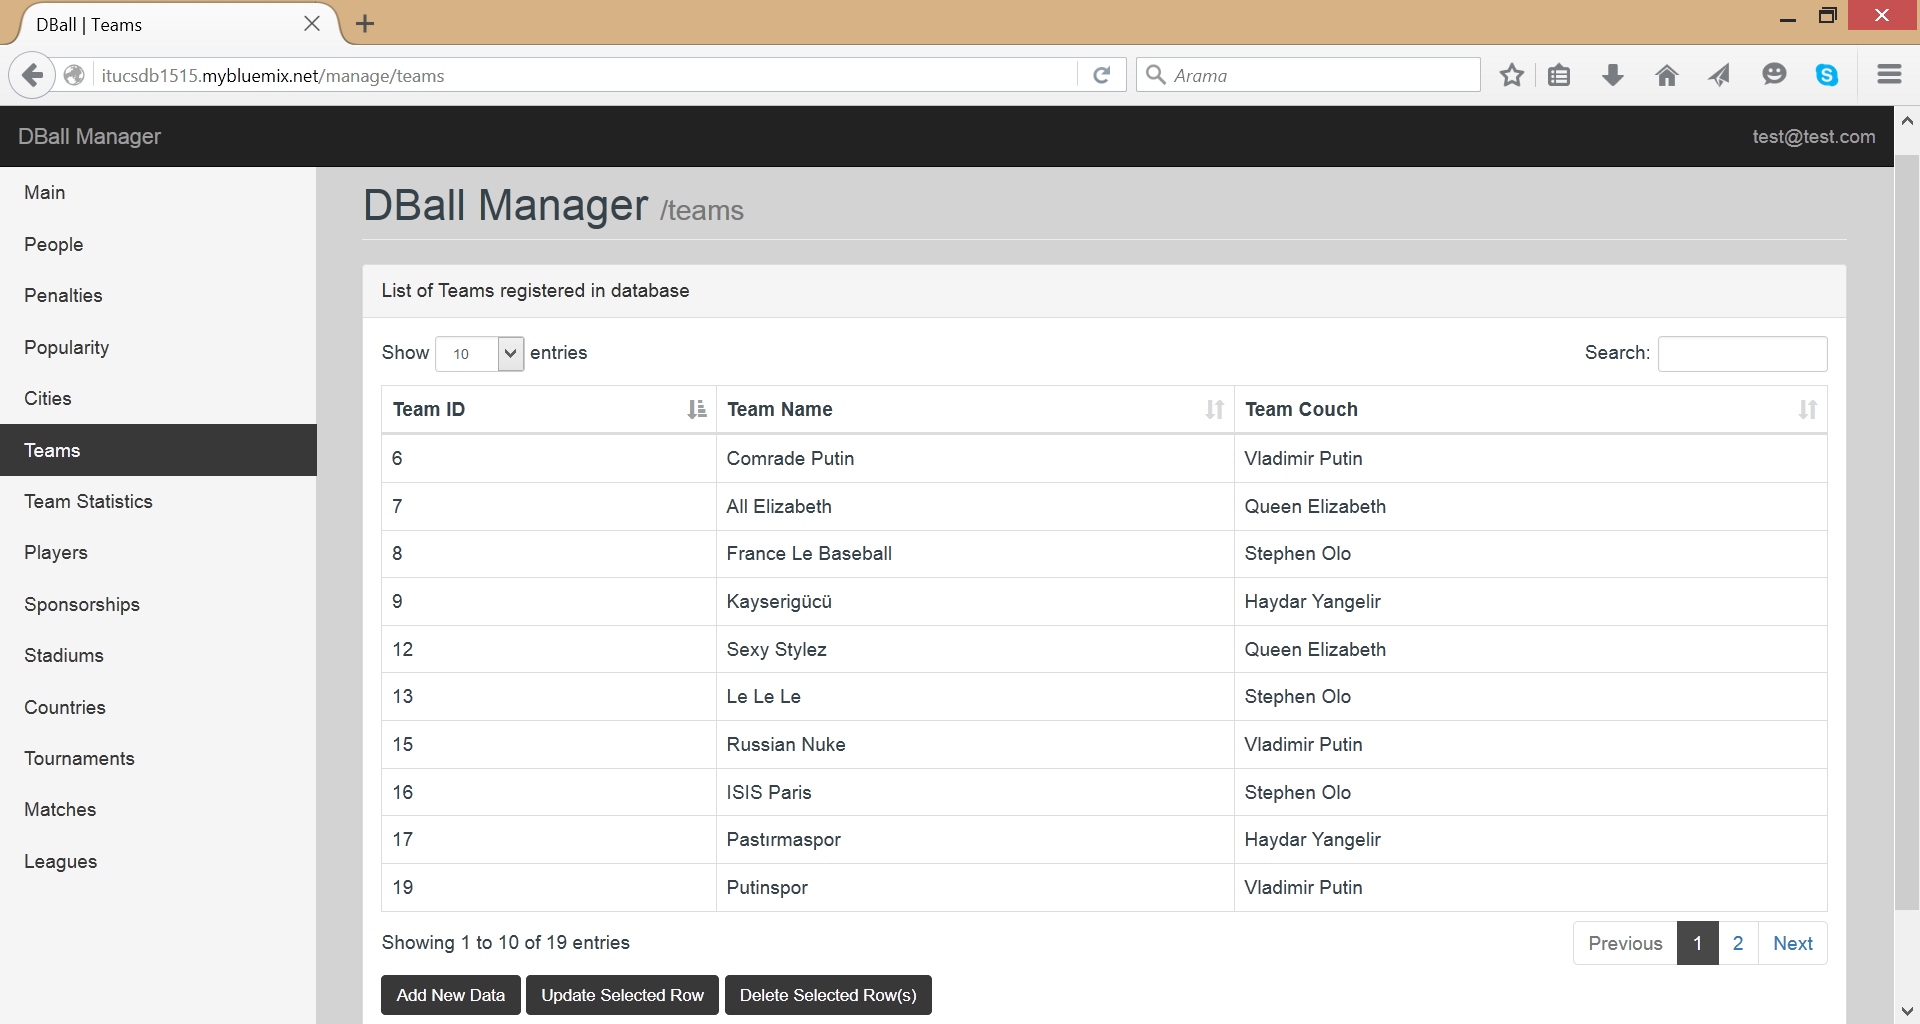 DBall | Teams
itucsdb1515.mybluemix.net/manage/teams
Arama
DBall Manager
test@test.com
Main
People
Penalties
Popularity
Cities
Teams
Team Statistics
Players
Sponsorships
Stadiums
Countries
Tournaments
Matches
Leagues
DBall Manager /teams
List of Teams registered in database
Show 10 entries
Search:
Team ID Team Name Team Couch
6 Comrade Putin Vladimir Putin
7 All Elizabeth Queen Elizabeth
8 France Le Baseball Stephen Olo
9 Kayserigücü Haydar Yangelir
12 Sexy Stylez Queen Elizabeth
13 Le Le Le Stephen Olo
15 Russian Nuke Vladimir Putin
16 ISIS Paris Stephen Olo
17 Pastırmaspor Haydar Yangelir
19 Putinspor Vladimir Putin
Showing 1 to 10 of 19 entries
Previous 1 2 Next
Add New Data Update Selected Row Delete Selected Row(s)